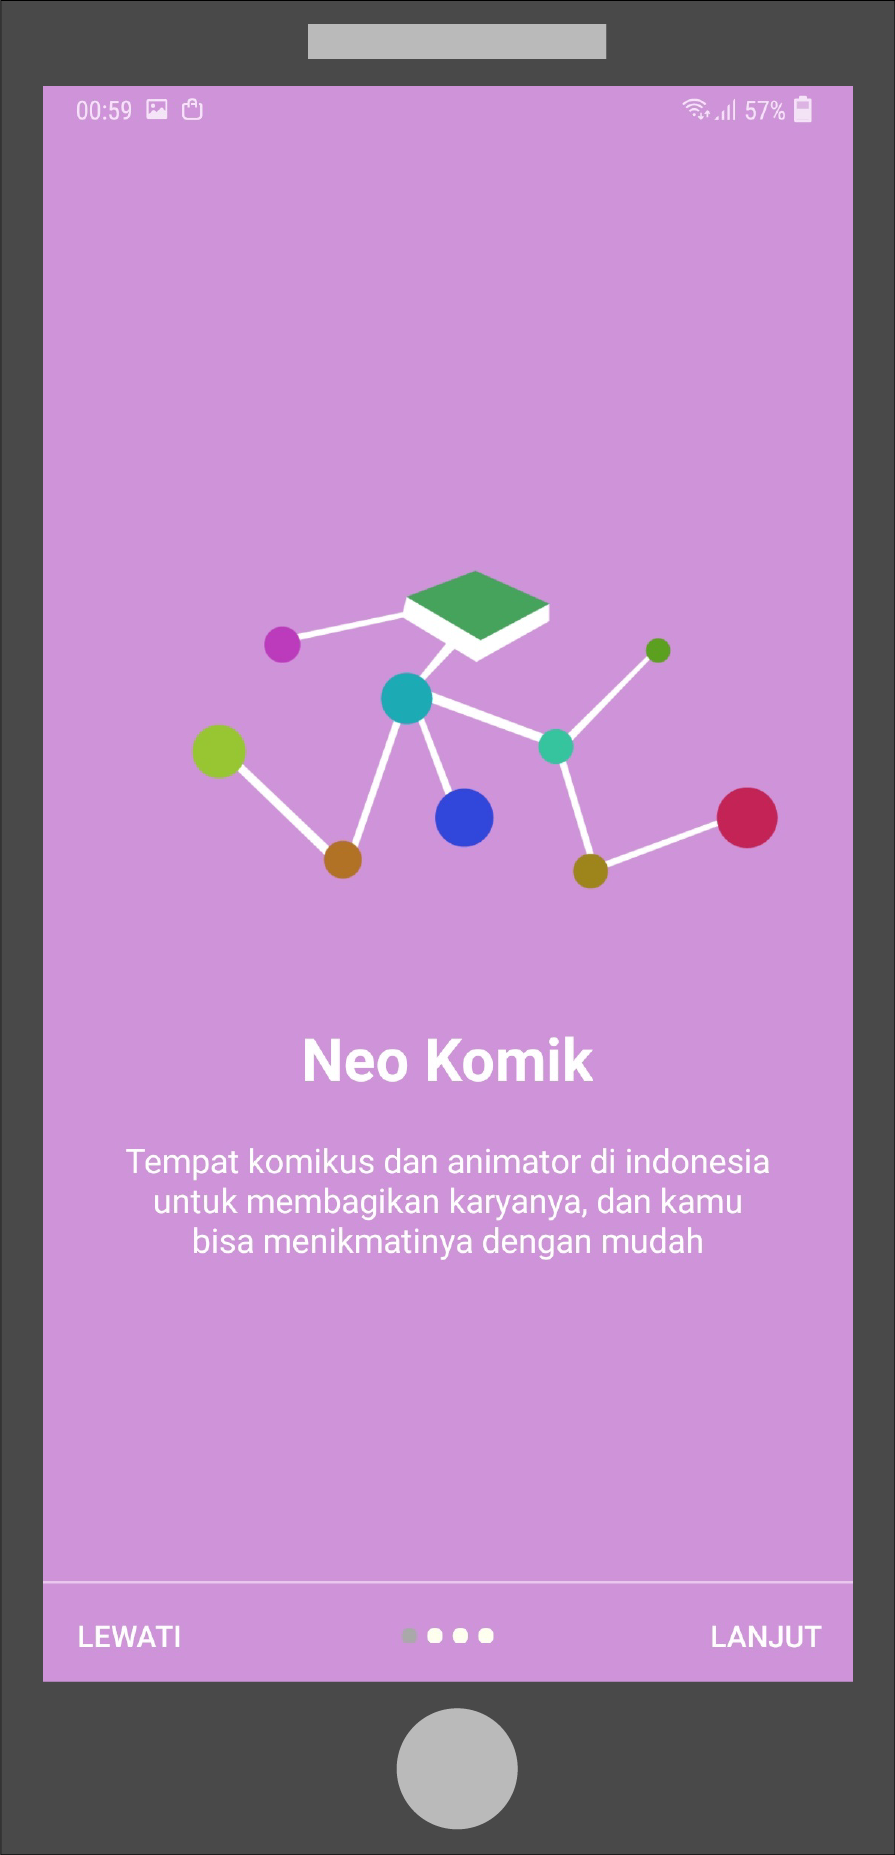 00:59
57%
Neo Komik
Tempat komikus dan animator di indonesia
untuk membagikan karyanya, dan kamu
bisa menikmatinya dengan mudah
LEWATI
LANJUT